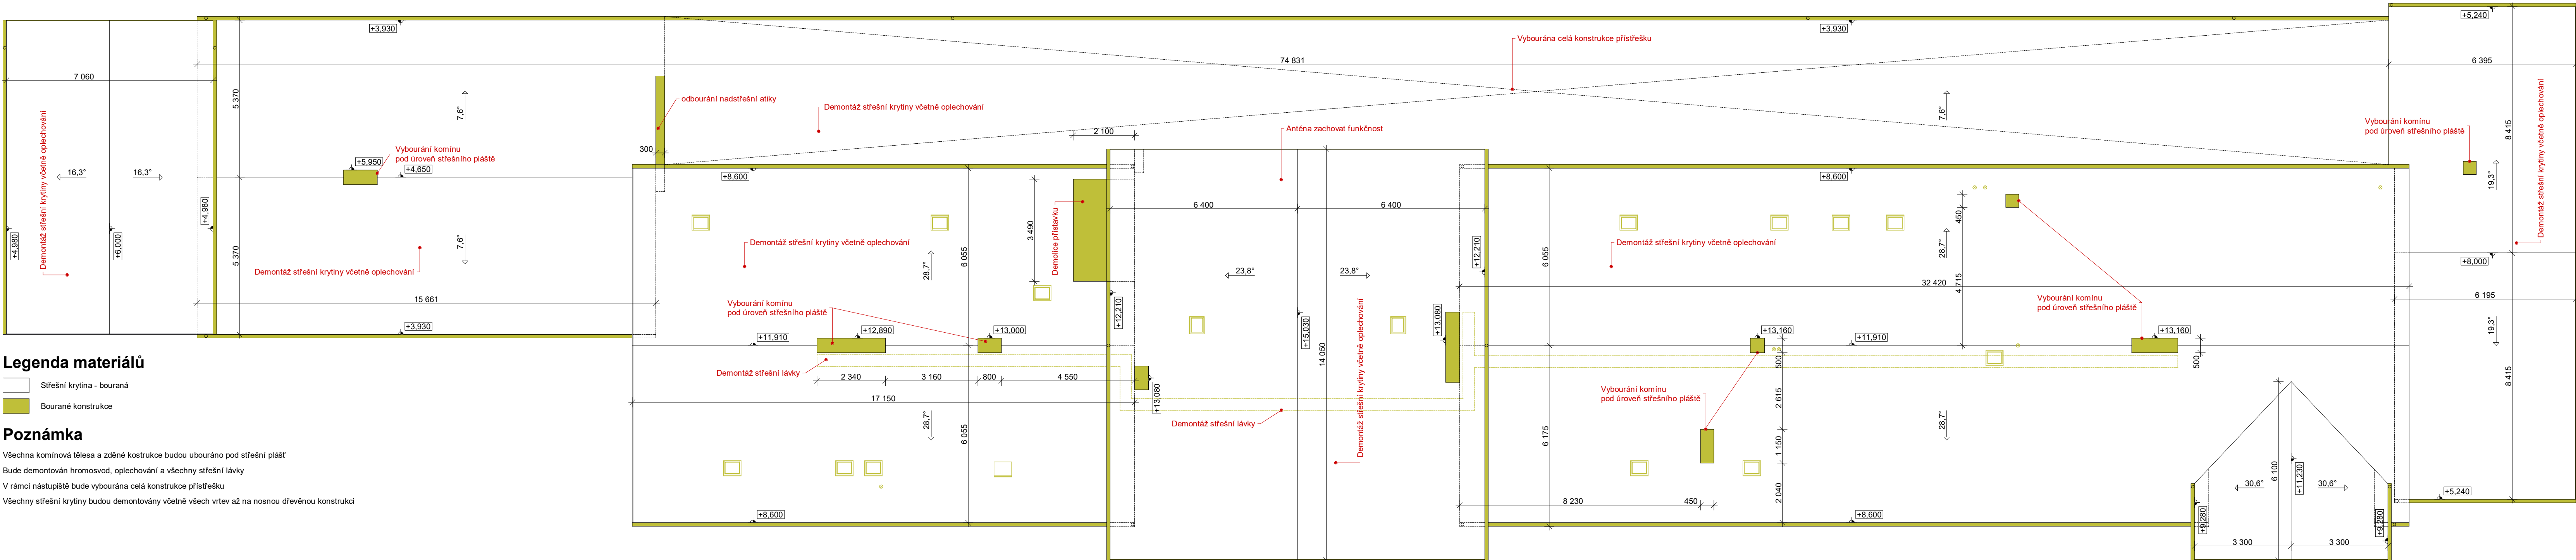 +3,930
+3,930
+5,240
Vybourána celá konstrukce přístřešku
74 831
6 395
7 060
5 370
7,6°
odbourání nadstřešní atiky
Demontáž střešní krytiny včetně oplechování
Anténa zachovat funkčnost
2 100
7,6°
Vybourání komínu
pod úroveň střešního pláště
8 415
Demontáž střešní krytiny včetně oplechování
Demontáž střešní krytiny včetně oplechování
300
Vybourání komínu
pod úroveň střešního pláště
+5,950
+4,650
16,3°
16,3°
+8,600
+8,600
19,3°
+4,980
6 400
6 400
450
3 490
Demolice přístavku
+4,980
+6,000
5 370
7,6°
Demontáž střešní krytiny včetně oplechování
Demontáž střešní krytiny včetně oplechování
6 055
28,7°
23,8°
23,8°
+12,210
6 055
Demontáž střešní krytiny včetně oplechování
28,7°
4 715
32 420
+8,000
6 195
15 661
Vybourání komínu
pod úroveň střešního pláště
+12,210
+15,030
14 050
Demontáž střešní krytiny včetně oplechování
+13,080
Vybourání komínu
pod úroveň střešního pláště
19,3°
+3,930
+11,910
+12,890
+13,000
+13,160
+11,910
+13,160
500
500
Legenda materiálů
Střešní krytina - bouraná
Bourané konstrukce
Demontáž střešní lávky
2 340
3 160
800
4 550
17 150
+13,080
Demontáž střešní lávky
Vybourání komínu
pod úroveň střešního pláště
2 615
8 415
28,7°
6 055
6 175
1 150
28,7°
Poznámka
Všechna komínová tělesa a zděné kostrukce budou ubouráno pod střešní plášť
Bude demontován hromosvod, oplechování a všechny střešní lávky
V rámci nástupiště bude vybourána celá konstrukce přístřešku
Všechny střešní krytiny budou demontovány včetně všech vrtev až na nosnou dřevěnou konstrukci
8 230
450
2 040
6 100
+11,230
30,6°
30,6°
+5,240
+8,600
+8,600
+9,280
+9,280
3 300
3 300